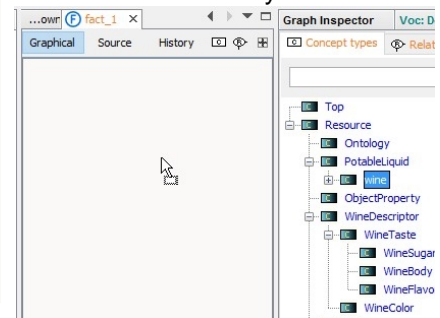 ...owr F fact_1 × Graph Inspector Voc: D
Graphical Source History Concept types Relat
Top
Resource
Ontology
PotableLiquid
wine
ObjectProperty
WineDescriptor
WineTaste
WineSugar
WineBody
WineFlavo
WineColor